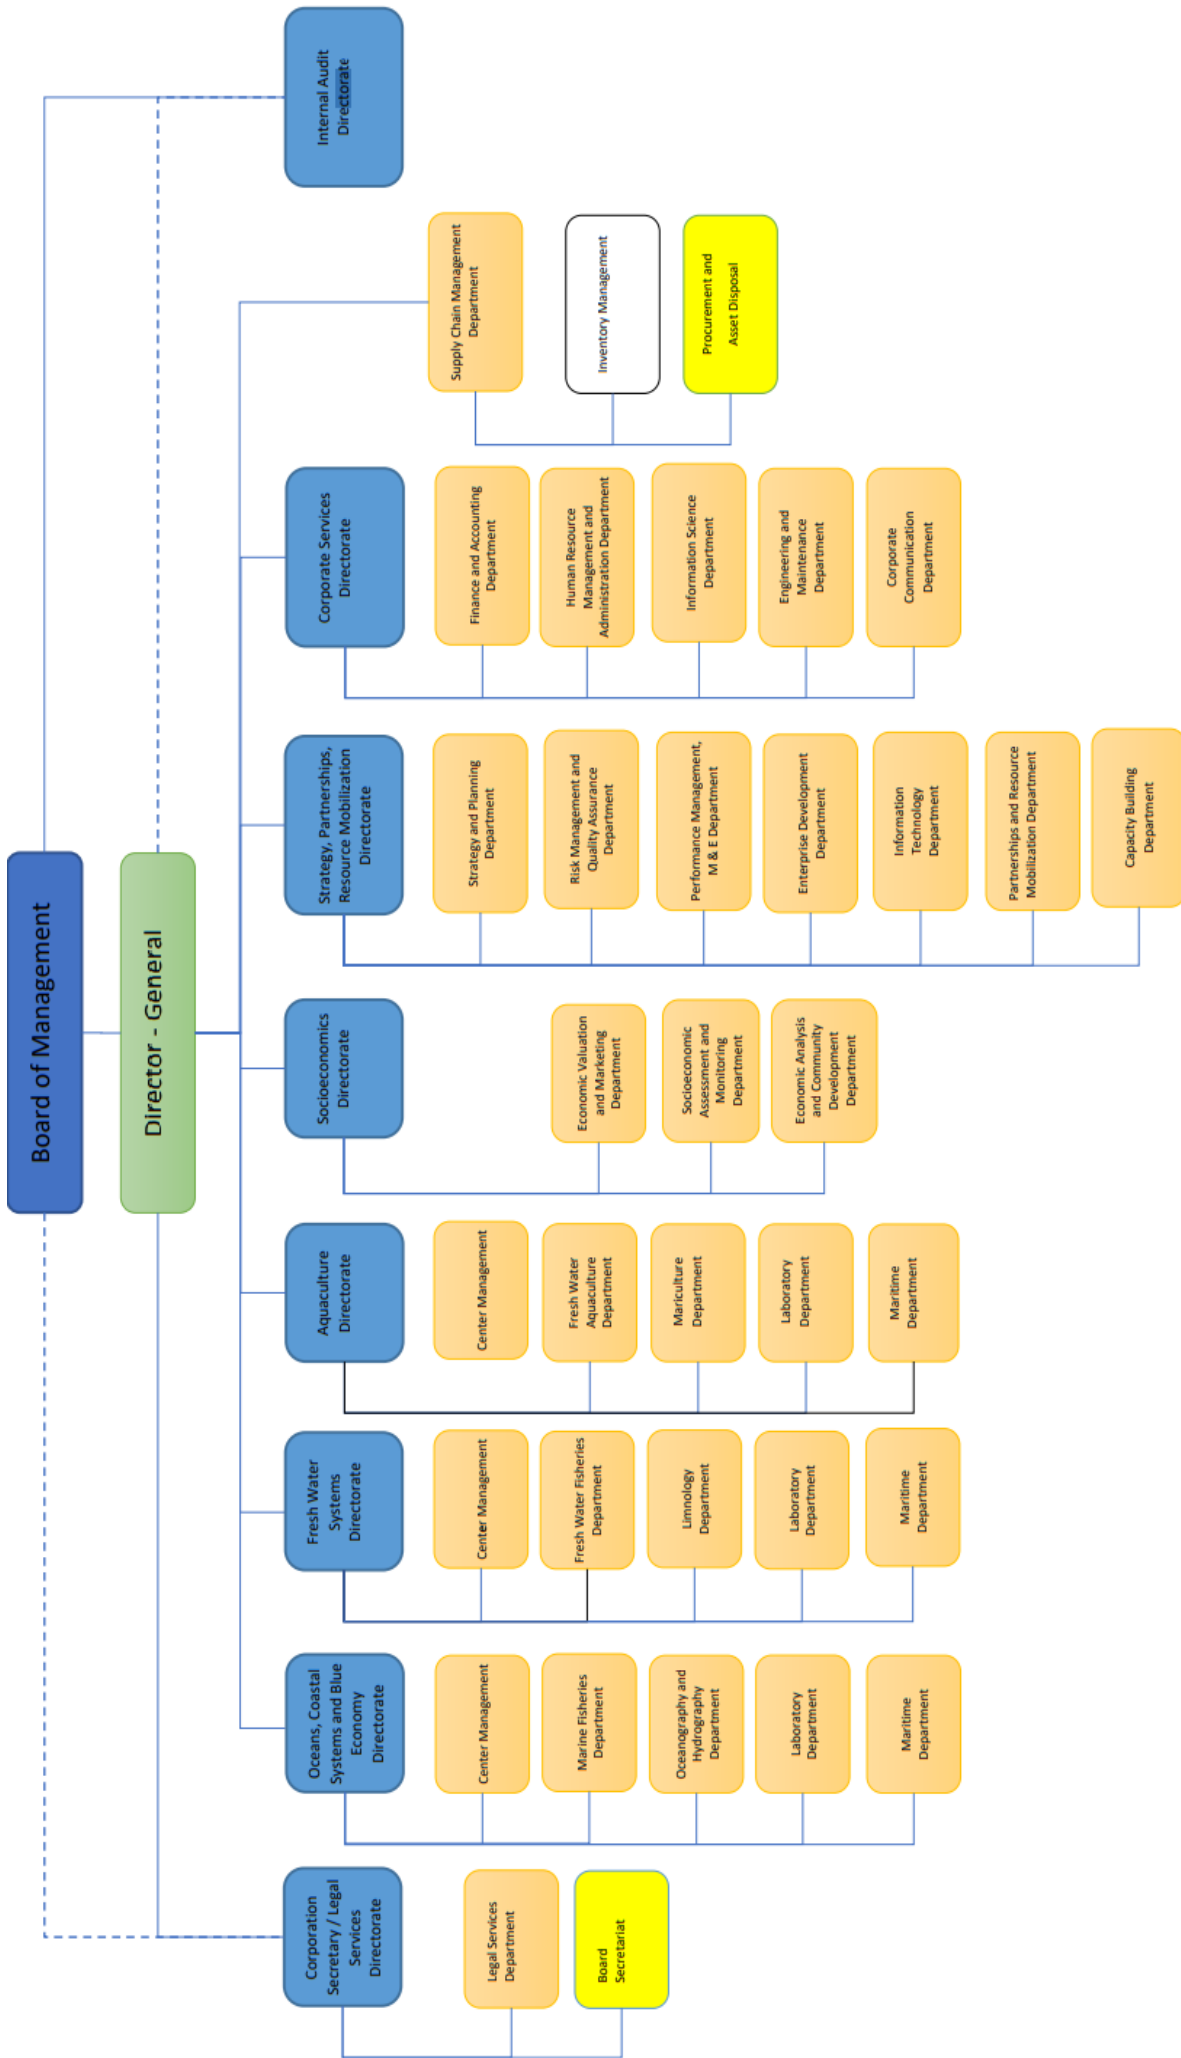 Board of Management
Director - General
Corporation
Secretary / Legal
Services
Directorate
Legal Services
Department
Board
Secretariat
Oceans, Coastal
Systems and Blue
Economy
Directorate
Center Management
Marine Fisheries
Department
Oceanography and
Hydrography
Department
Laboratory
Department
Maritime
Department
Fresh Water
Systems
Directorate
Center Management
Fresh Water Fisheries
Department
Limnology
Department
Laboratory
Department
Maritime
Department
Aquaculture
Directorate
Center Management
Fresh Water
Aquaculture
Department
Mariculture
Department
Laboratory
Department
Maritime
Department
Socioeconomics
Directorate
Economic Valuation
and Marketing
Department
Socioeconomic
Assessment and
Monitoring
Department
Economic Analysis
and Community
Development
Department
Strategy, Partnerships,
Resource Mobilization
Directorate
Strategy and Planning
Department
Risk Management and
Quality Assurance
Department
Performance Management,
M & E Department
Enterprise Development
Department
Information
Technology
Department
Partnerships and Resource
Mobilization Department
Capacity Building
Department
Corporate Services
Directorate
Finance and Accounting
Department
Human Resource
Management and
Administration Department
Information Science
Department
Engineering and
Maintenance
Department
Corporate
Communication
Department
Supply Chain Management
Department
Inventory Management
Procurement and
Asset Disposal
Internal Audit
Directorate